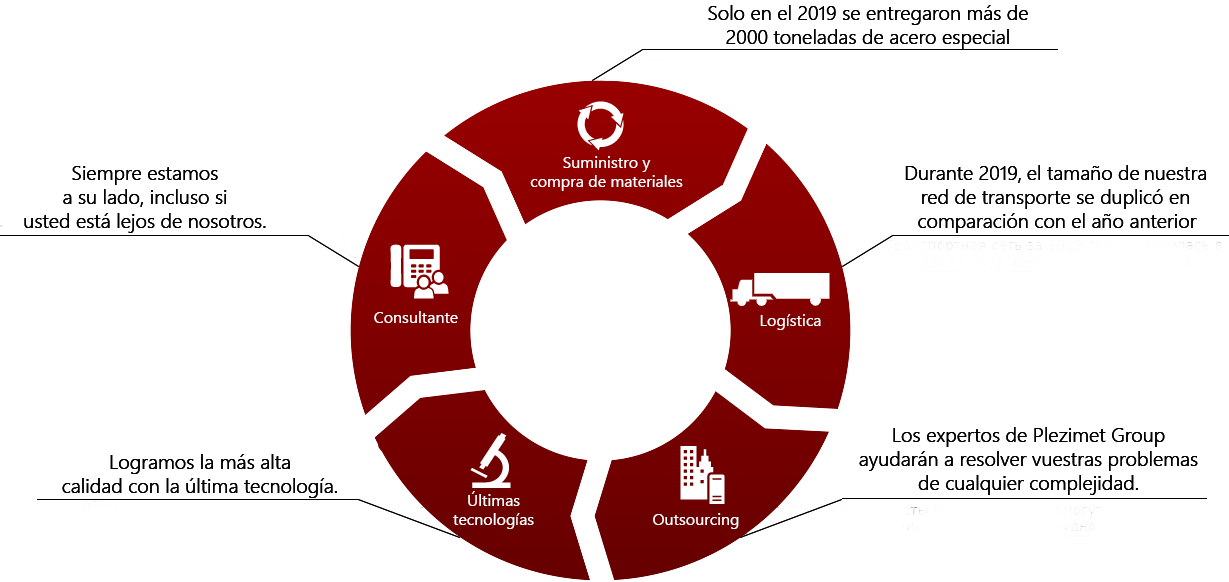 Solo en el 2019 se entregaron más de
2000 toneladas de acero especial
Suministro y
compra de materiales
Siempre estamos
a su lado, incluso si
usted está lejos de nosotros.
Durante 2019, el tamaño de nuestra
red de transporte se duplicó en
comparación con el año anterior
Consultante
Logística
Logramos la más alta
calidad con la última tecnología.
Últimas
tecnologías
Outsourcing
Los expertos de Plezimet Group
ayudarán a resolver vuestras problemas
de cualquier complejidad.